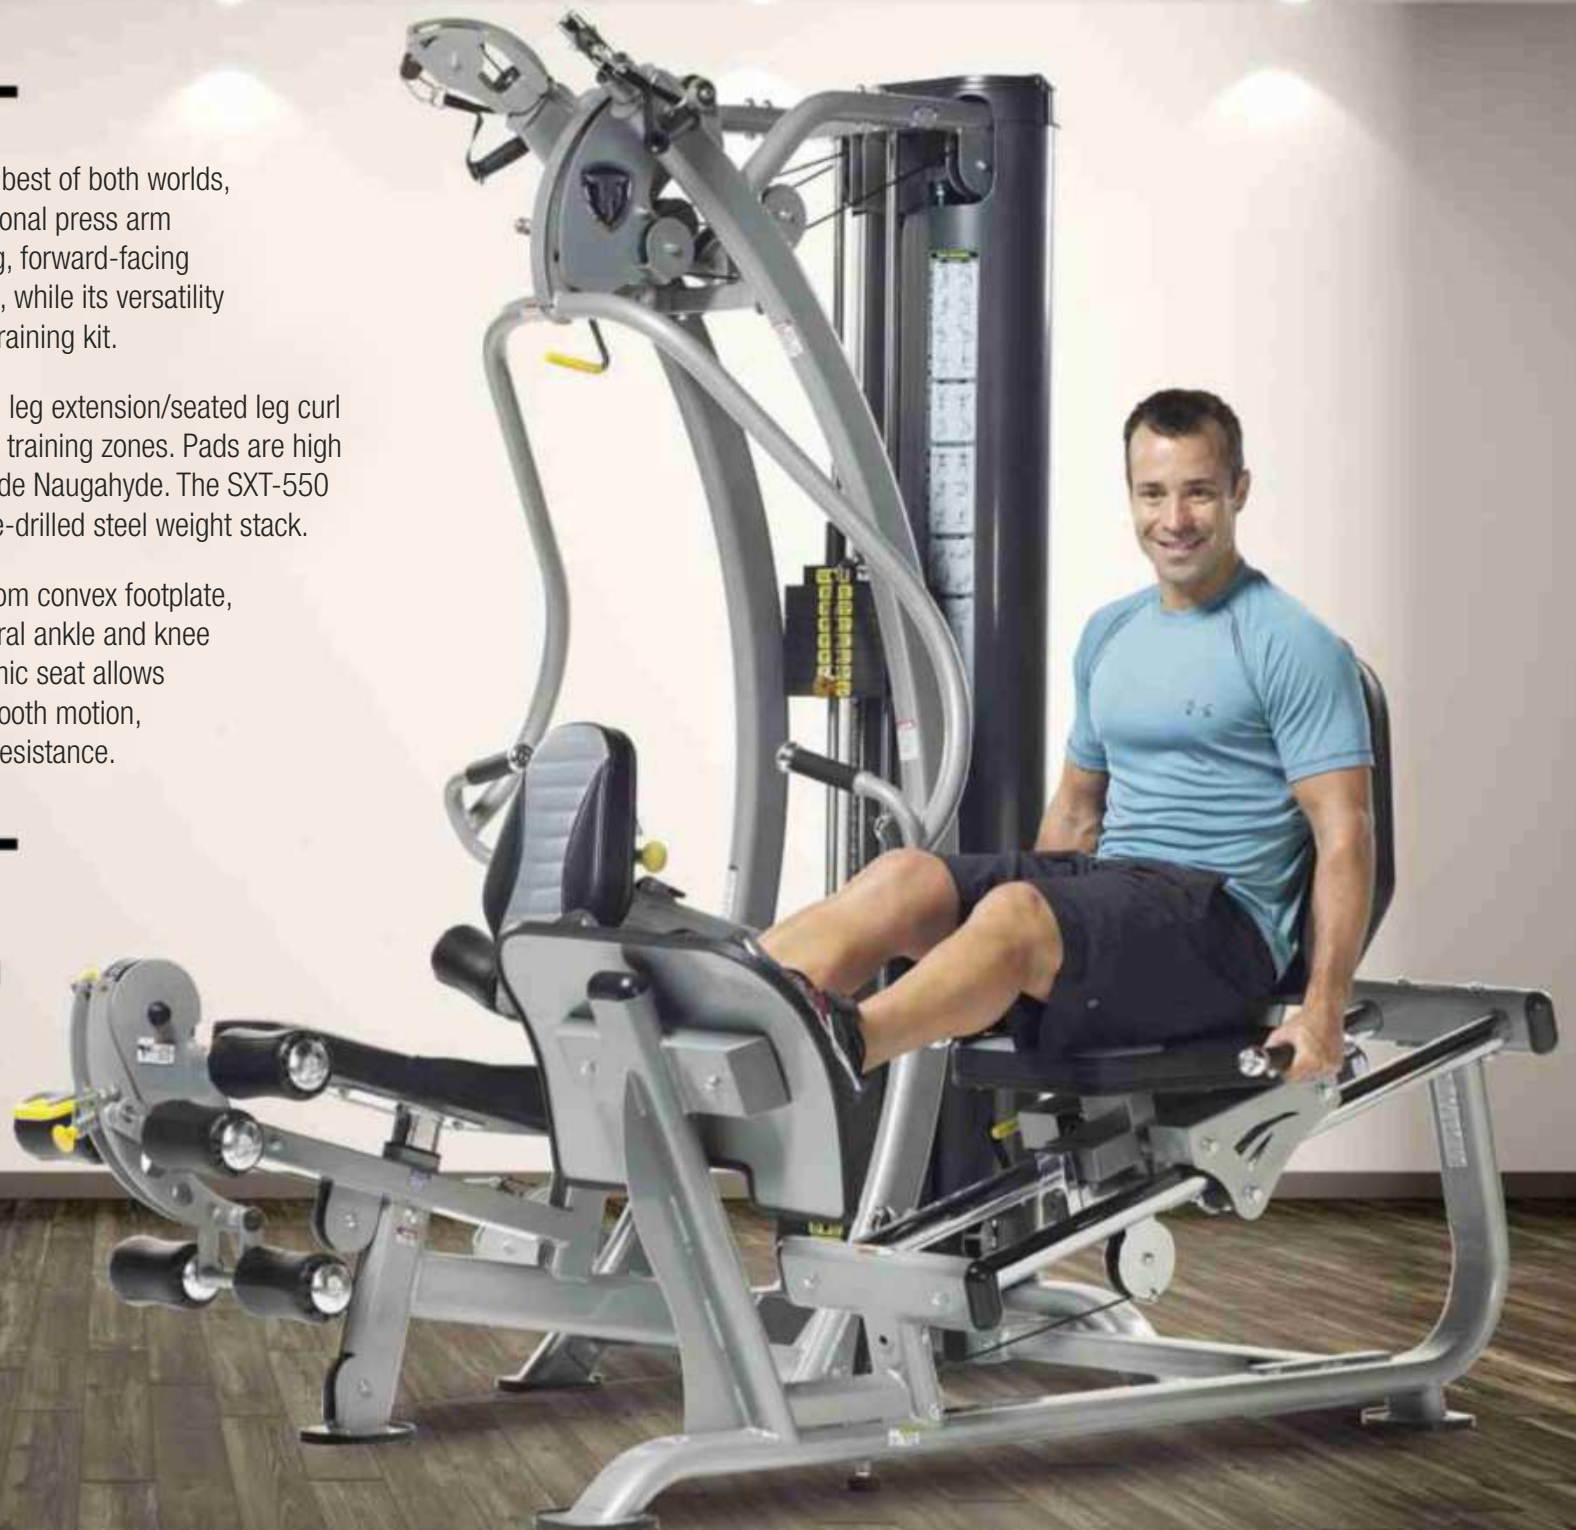 best of both worlds,
onal press arm
g, forward-facing
, while its versatility
raining kit.
leg extension/seated leg curl
training zones. Pads are high
de Naugahyde. The SXT-550
e-drilled steel weight stack.
om convex footplate,
ral ankle and knee
nic seat allows
ooth motion,
esistance.